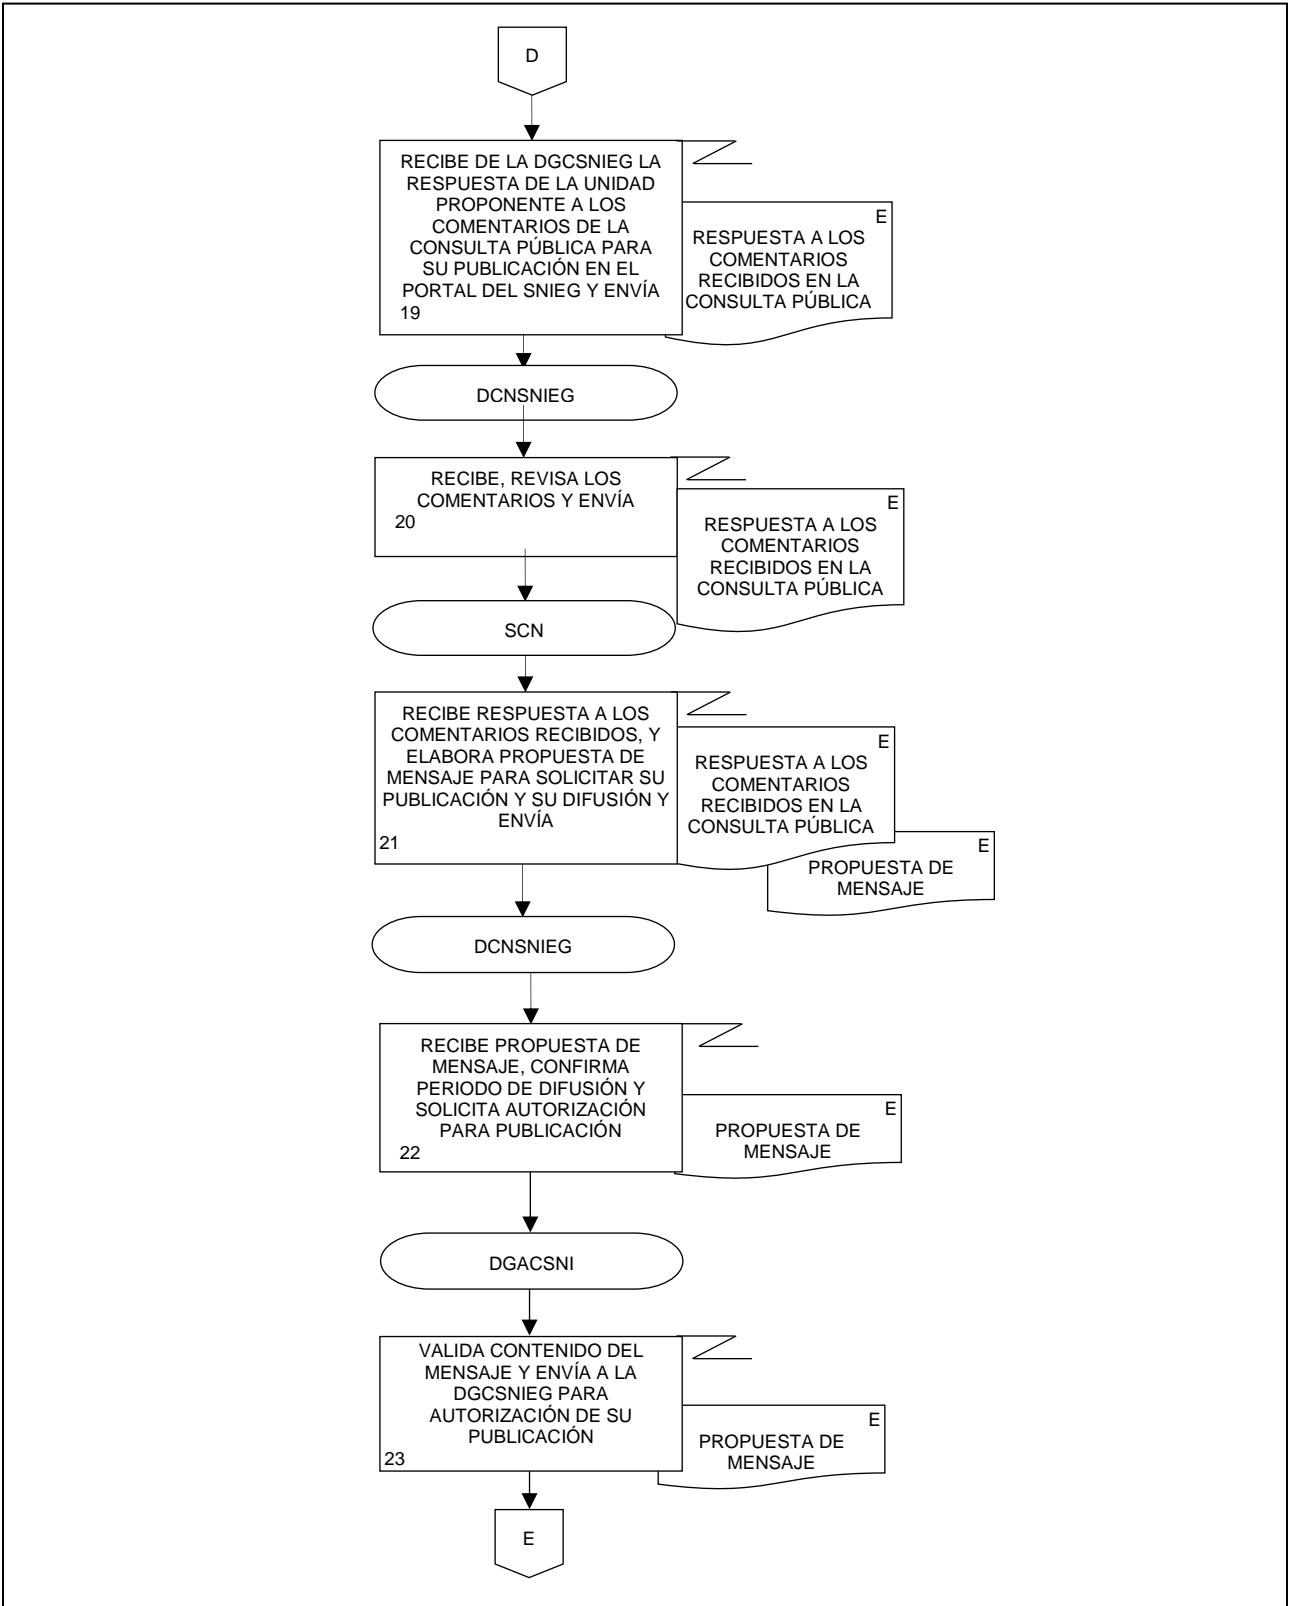 D
RECIBE DE LA DGCSNIEG LA
RESPUESTA DE LA UNIDAD
PROPONENTE A LOS
COMENTARIOS DE LA
CONSULTA PÚBLICA PARA
SU PUBLICACIÓN EN EL
PORTAL DEL SNIEG Y ENVÍA
19
E
RESPUESTA A LOS
COMENTARIOS
RECIBIDOS EN LA
CONSULTA PÚBLICA
DCNSNIEG
RECIBE, REVISA LOS
COMENTARIOS Y ENVÍA
20
E
RESPUESTA A LOS
COMENTARIOS
RECIBIDOS EN LA
CONSULTA PÚBLICA
SCN
RECIBE RESPUESTA A LOS
COMENTARIOS RECIBIDOS, Y
ELABORA PROPUESTA DE
MENSAJE PARA SOLICITAR SU
PUBLICACIÓN Y SU DIFUSIÓN Y
ENVÍA
21
E
RESPUESTA A LOS
COMENTARIOS
RECIBIDOS EN LA
CONSULTA PÚBLICA
E
PROPUESTA DE
MENSAJE
DCNSNIEG
RECIBE PROPUESTA DE
MENSAJE, CONFIRMA
PERIODO DE DIFUSIÓN Y
SOLICITA AUTORIZACIÓN
PARA PUBLICACIÓN
22
E
PROPUESTA DE
MENSAJE
DGACSNI
VALIDA CONTENIDO DEL
MENSAJE Y ENVÍA A LA
DGCSNIEG PARA
AUTORIZACIÓN DE SU
PUBLICACIÓN
23
E
PROPUESTA DE
MENSAJE
E